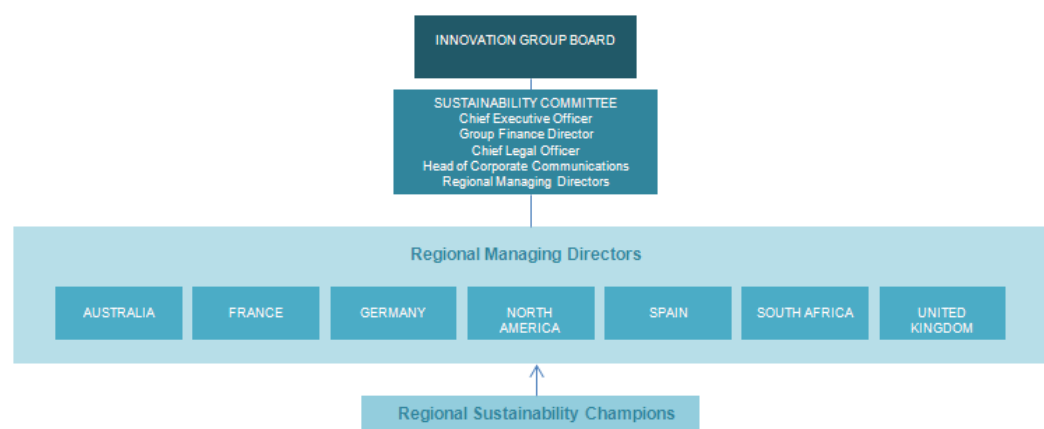 INNOVATION GROUP BOARD
SUSTAINABILITY COMMITTEE
Chief Executive Officer
Group Finance Director
Chief Legal Officer
Head of Corporate Communications
Regional Managing Directors
Regional Managing Directors
AUSTRALIA
FRANCE
GERMANY
NORTH
AMERICA
SPAIN
SOUTH AFRICA
UNITED
KINGDOM
Regional Sustainability Champions